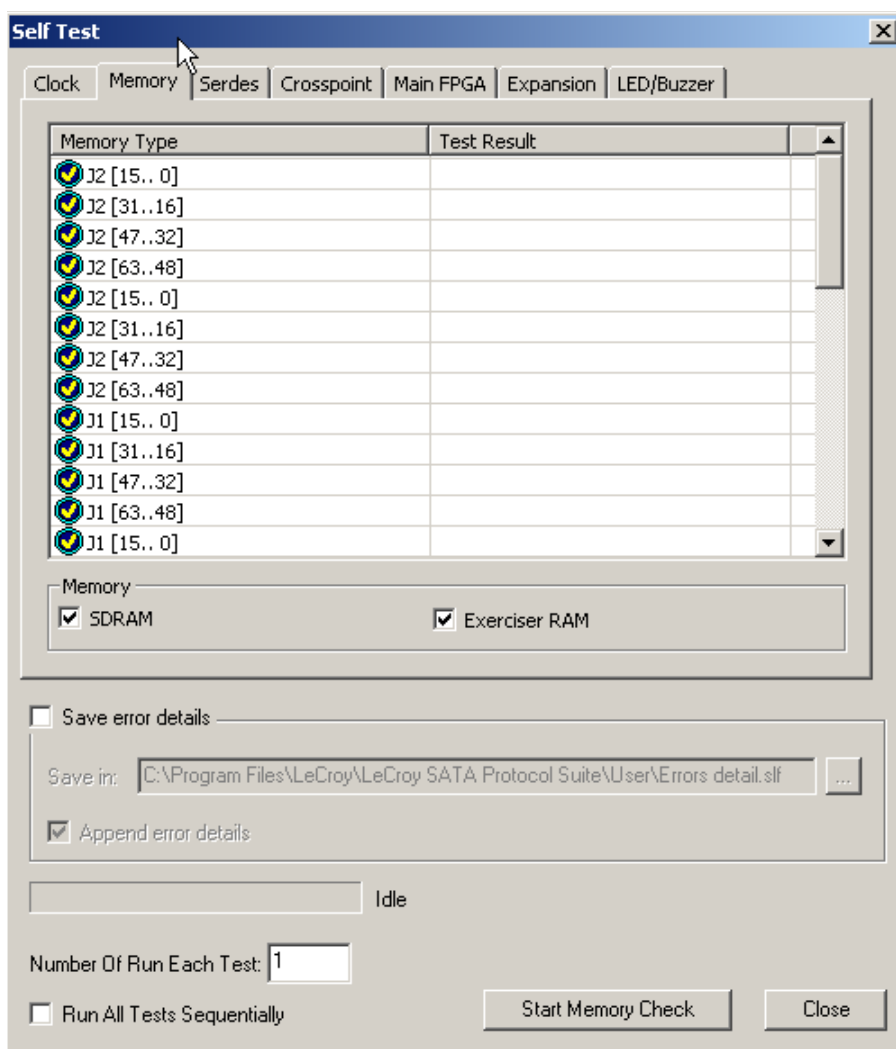 Self Test
Clock Memory Serdes Crosspoint Main FPGA Expansion LED/Buzzer
Memory Type Test Result
J2 [15.. 0]
J2 [31..16]
J2 [47..32]
J2 [63..48]
J2 [15.. 0]
J2 [31..16]
J2 [47..32]
J2 [63..48]
J1 [15.. 0]
J1 [31..16]
J1 [47..32]
J1 [63..48]
J1 [15.. 0]
Memory
SDRAM Exerciser RAM
Save error details
Save in: C:\Program Files\LeCroy\LeCroy SATA Protocol Suite\User\Errors detail.slf ...
Append error details
Idle
Number Of Run Each Test: 1
Run All Tests Sequentially Start Memory Check Close